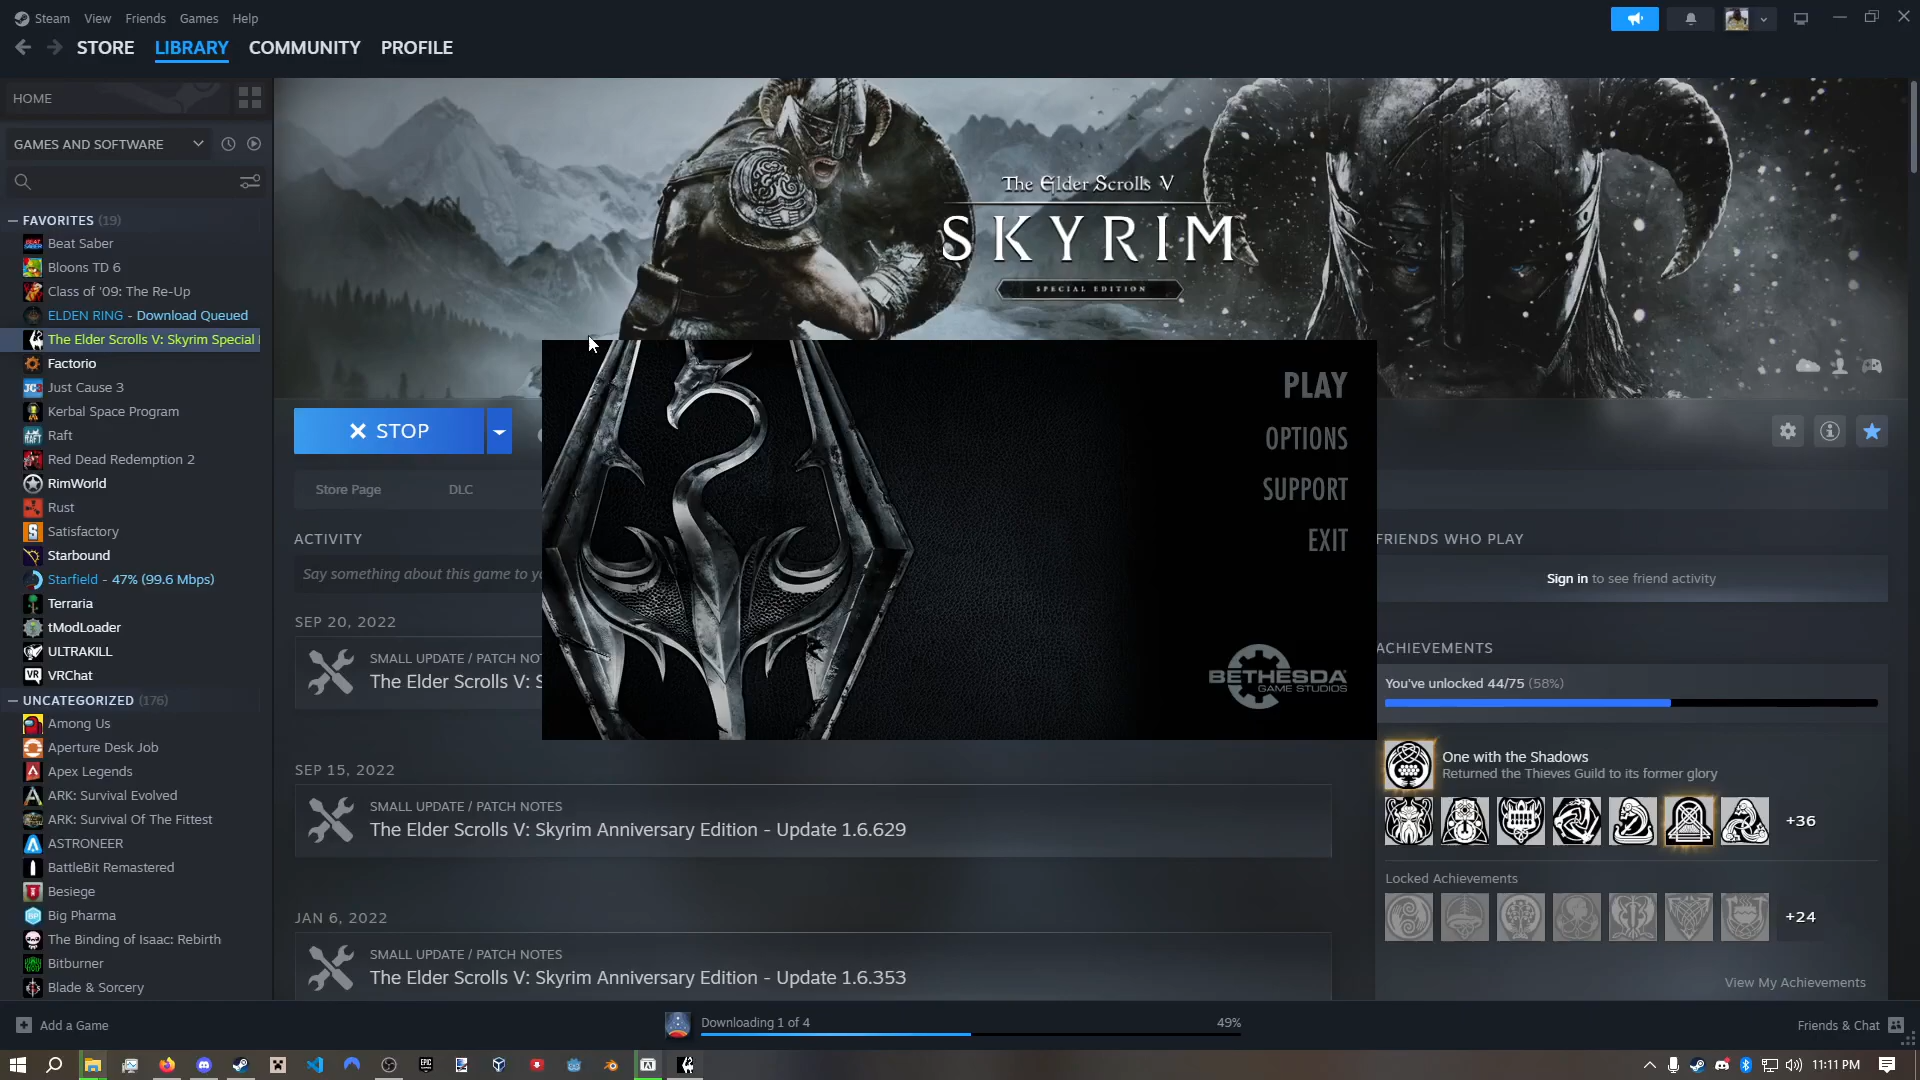 Steam View Friends Games Help
STORE LIBRARY COMMUNITY PROFILE
HOME
GAMES AND SOFTWARE
FAVORITES (19)
Beat Saber
Bloons TD 6
Class of '09: The Re-Up
ELDEN RING - Download Queued
The Elder Scrolls V: Skyrim Special
Factorio
Just Cause 3
Kerbal Space Program
Raft
Red Dead Redemption 2
RimWorld
Rust
Satisfactory
Starbound
Starfield - 47% (99.6 Mbps)
Terraria
tModLoader
ULTRAKILL
VRChat
UNCATEGORIZED (176)
Among Us
Aperture Desk Job
Apex Legends
ARK: Survival Evolved
ARK: Survival Of The Fittest
ASTRONEER
BattleBit Remastered
Besiege
Big Pharma
The Binding of Isaac: Rebirth
Bitburner
Blade & Sorcery
Add a Game
The Elder Scrolls V
SKYRIM
SPECIAL EDITION
STOP
Store Page DLC
ACTIVITY
Say something about this game to yo
SEP 20, 2022
SMALL UPDATE / PATCH NOT
The Elder Scrolls V: S
SEP 15, 2022
SMALL UPDATE / PATCH NOTES
The Elder Scrolls V: Skyrim Anniversary Edition - Update 1.6.629
JAN 6, 2022
SMALL UPDATE / PATCH NOTES
The Elder Scrolls V: Skyrim Anniversary Edition - Update 1.6.353
PLAY
OPTIONS
SUPPORT
EXIT
BETHESDA
GAME STUDIOS
FRIENDS WHO PLAY
Sign in to see friend activity
ACHIEVEMENTS
You've unlocked 44/75 (58%)
One with the Shadows
Returned the Thieves Guild to its former glory
+36
Locked Achievements
+24
View My Achievements
Downloading 1 of 4 49%
Friends & Chat
11:11 PM